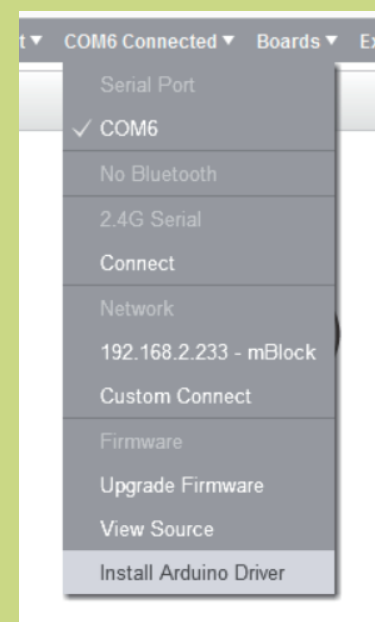 t ▼ COM6 Connected ▼ Boards ▼ Ex
Serial Port
✓ COM6
No Bluetooth
2.4G Serial
Connect
Network
192.168.2.233 - mBlock
Custom Connect
Firmware
Upgrade Firmware
View Source
Install Arduino Driver